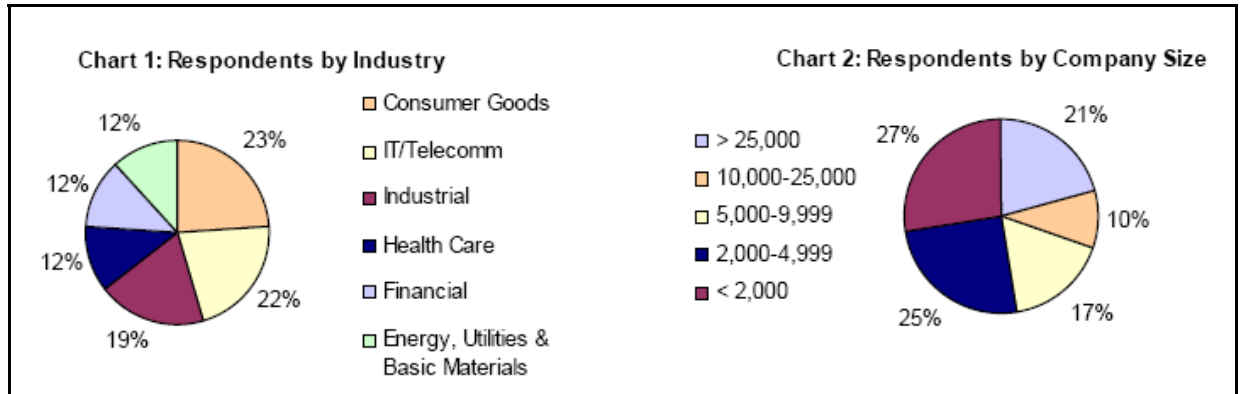 Chart 1: Respondents by Industry
12%
23%
12%
12%
19%
22%
Consumer Goods
IT/Telecomm
Industrial
Health Care
Financial
Energy, Utilities &
Basic Materials
Chart 2: Respondents by Company Size
> 25,000
10,000-25,000
5,000-9,999
2,000-4,999
< 2,000
27%
21%
10%
17%
25%